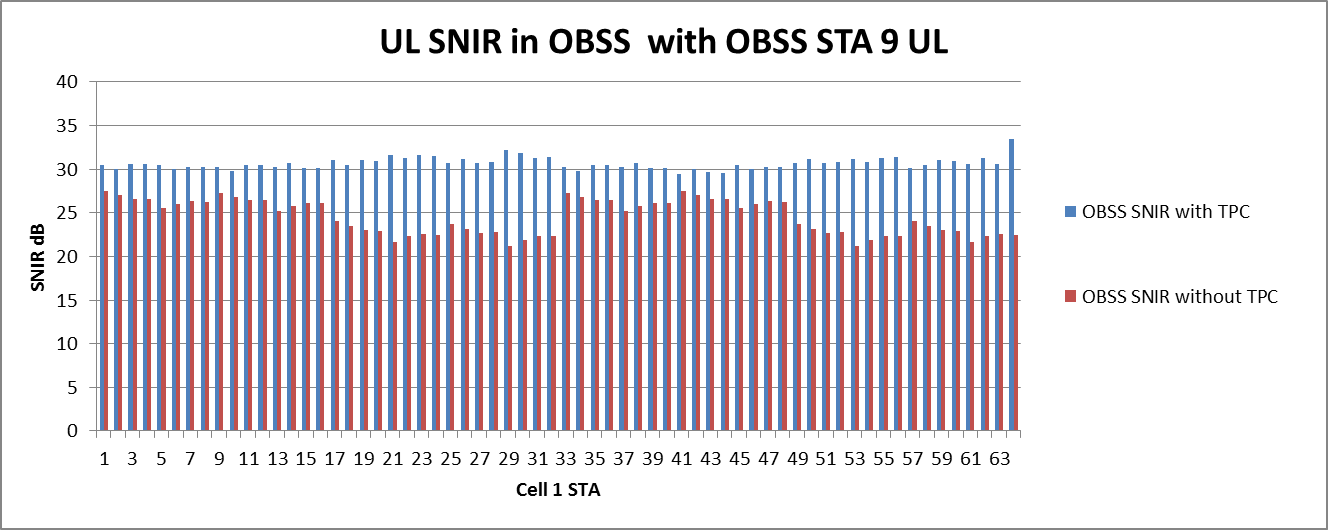 UL SNIR in OBSS  with OBSS STA 9 UL
40
35
30
25
20
15
10
5
0
SNIR dB
1 3 5 7 9 11 13 15 17 19 21 23 25 27 29 31 33 35 37 39 41 43 45 47 49 51 53 55 57 59 61 63
Cell 1 STA
OBSS SNIR with TPC
OBSS SNIR without TPC